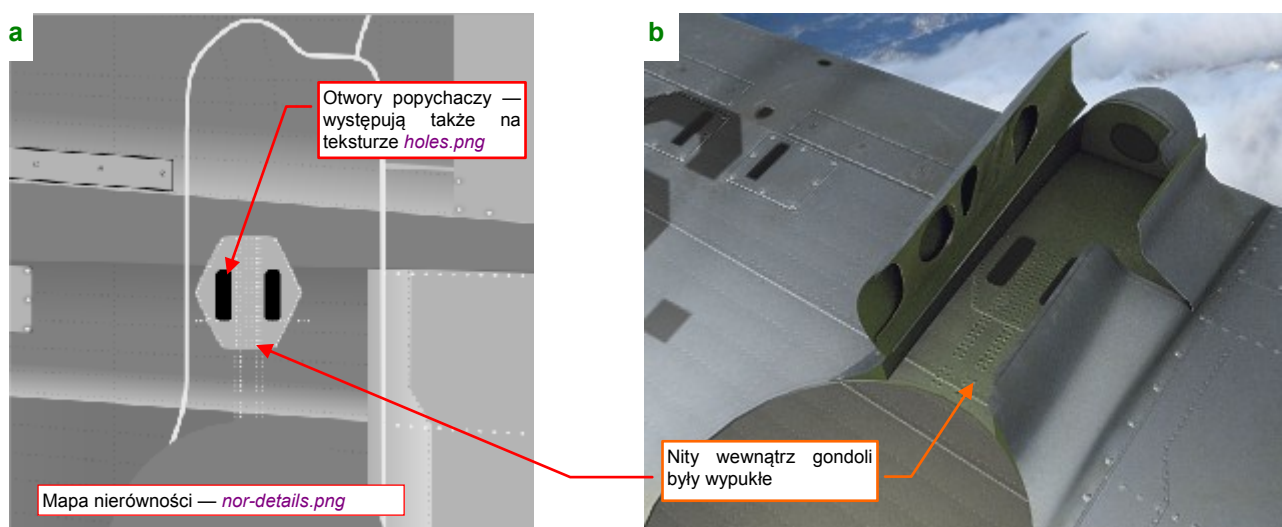 a
b
Otwory popychaczy —
występują także na
teksturze holes.png
Nity wewnątrz gondoli
były wypukłe
Mapa nierówności — nor-details.png